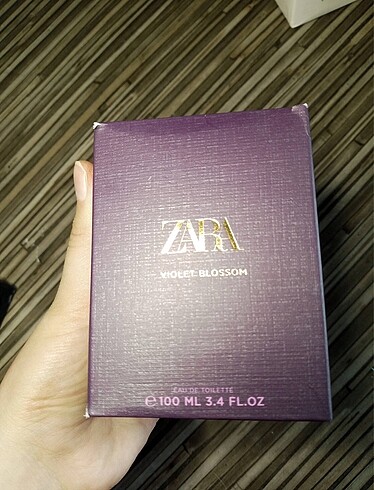 ZARA
VIOLET BLOSSOM
EAU DE TOILETTE
℮100 ML 3.4 FL.OZ